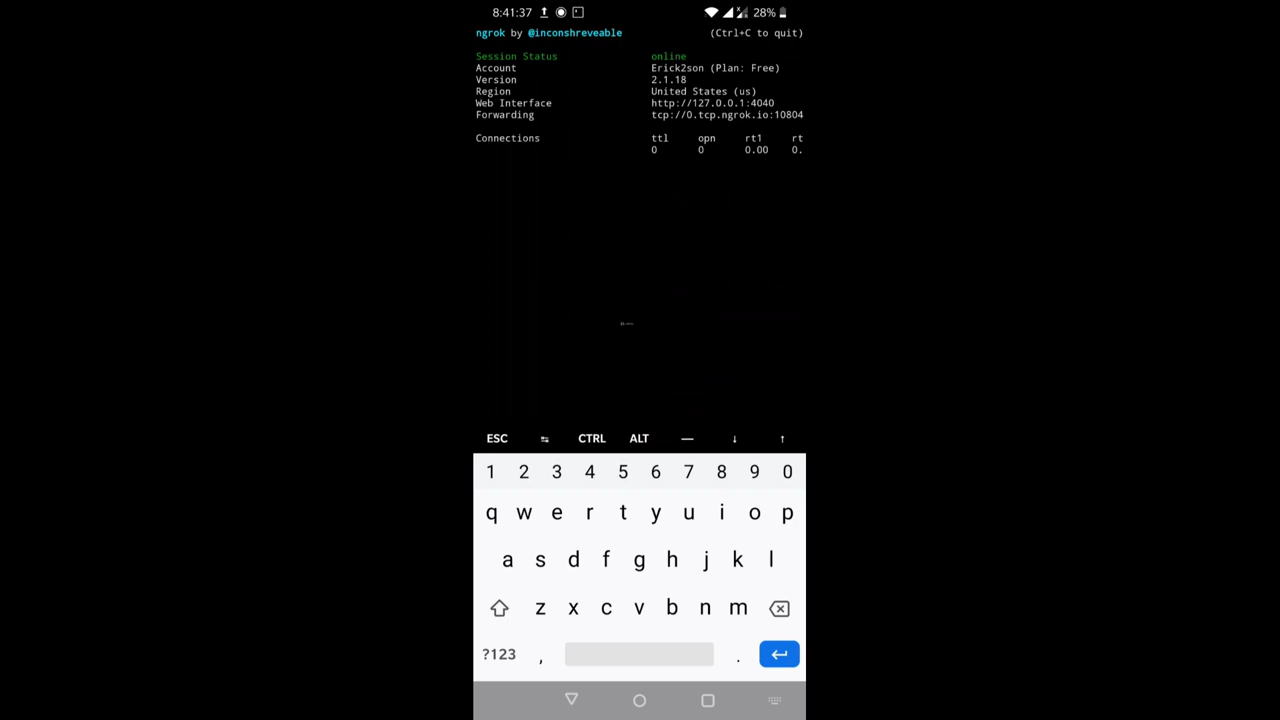 8:41:37 28%
ngrok by @inconshreveable (Ctrl+C to quit)
Session Status online
Account Erick2son (Plan: Free)
Version 2.1.18
Region United States (us)
Web Interface http://127.0.0.1:4040
Forwarding tcp://0.tcp.ngrok.io:10804
Connections ttl opn rt1 rt
0 0 0.00 0.
ESC CTRL ALT — ↓ ↑
1 2 3 4 5 6 7 8 9 0
q w e r t y u i o p
a s d f g h j k l
z x c v b n m
?123 , .